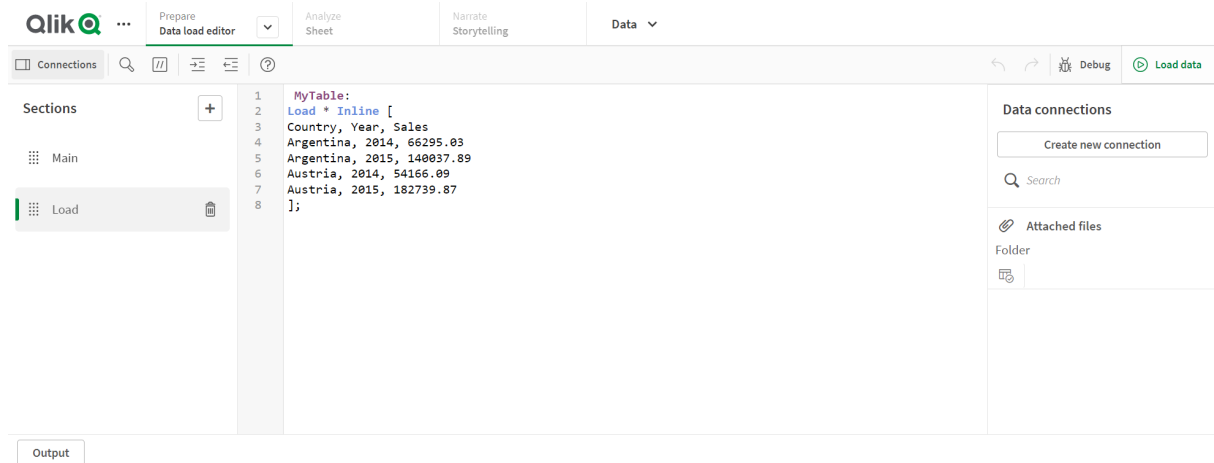 Qlik
Prepare
Data load editor
Analyze
Sheet
Narrate
Storytelling
Data
Connections
//
?
Debug
Load data
Sections
+
Main
Load
1 MyTable:
2 Load * Inline [
3 Country, Year, Sales
4 Argentina, 2014, 66295.03
5 Argentina, 2015, 140037.89
6 Austria, 2014, 54166.09
7 Austria, 2015, 182739.87
8 ];
Data connections
Create new connection
Search
Attached files
Folder
Output